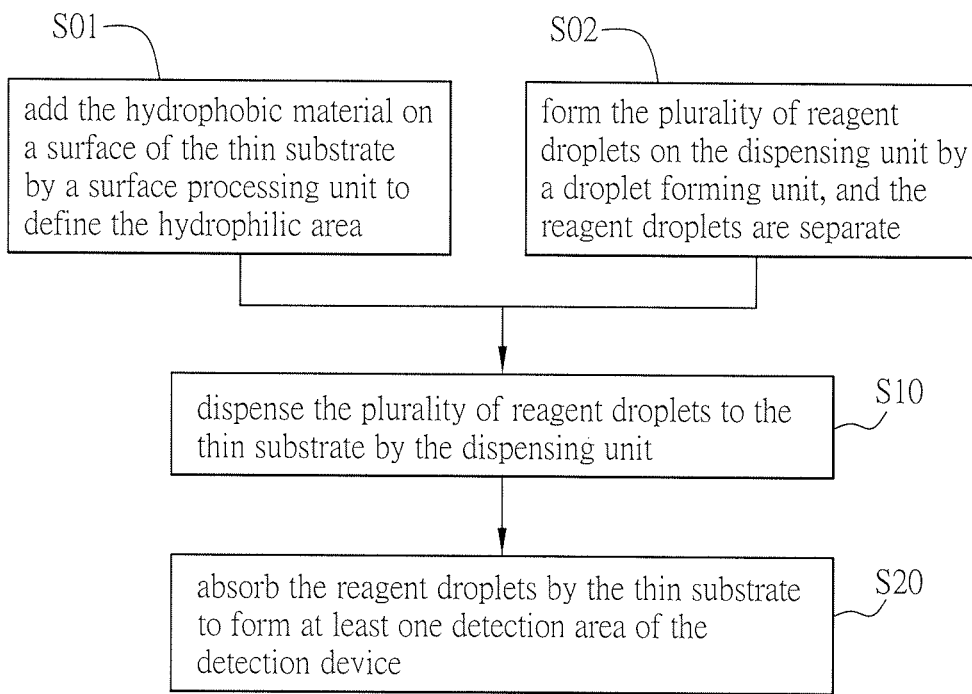 S01
add the hydrophobic material on
a surface of the thin substrate
by a surface processing unit to
define the hydrophilic area
S02
form the plurality of reagent
droplets on the dispensing unit by
a droplet forming unit, and the
reagent droplets are separate
S10
dispense the plurality of reagent droplets to the
thin substrate by the dispensing unit
S20
absorb the reagent droplets by the thin substrate
to form at least one detection area of the
detection device